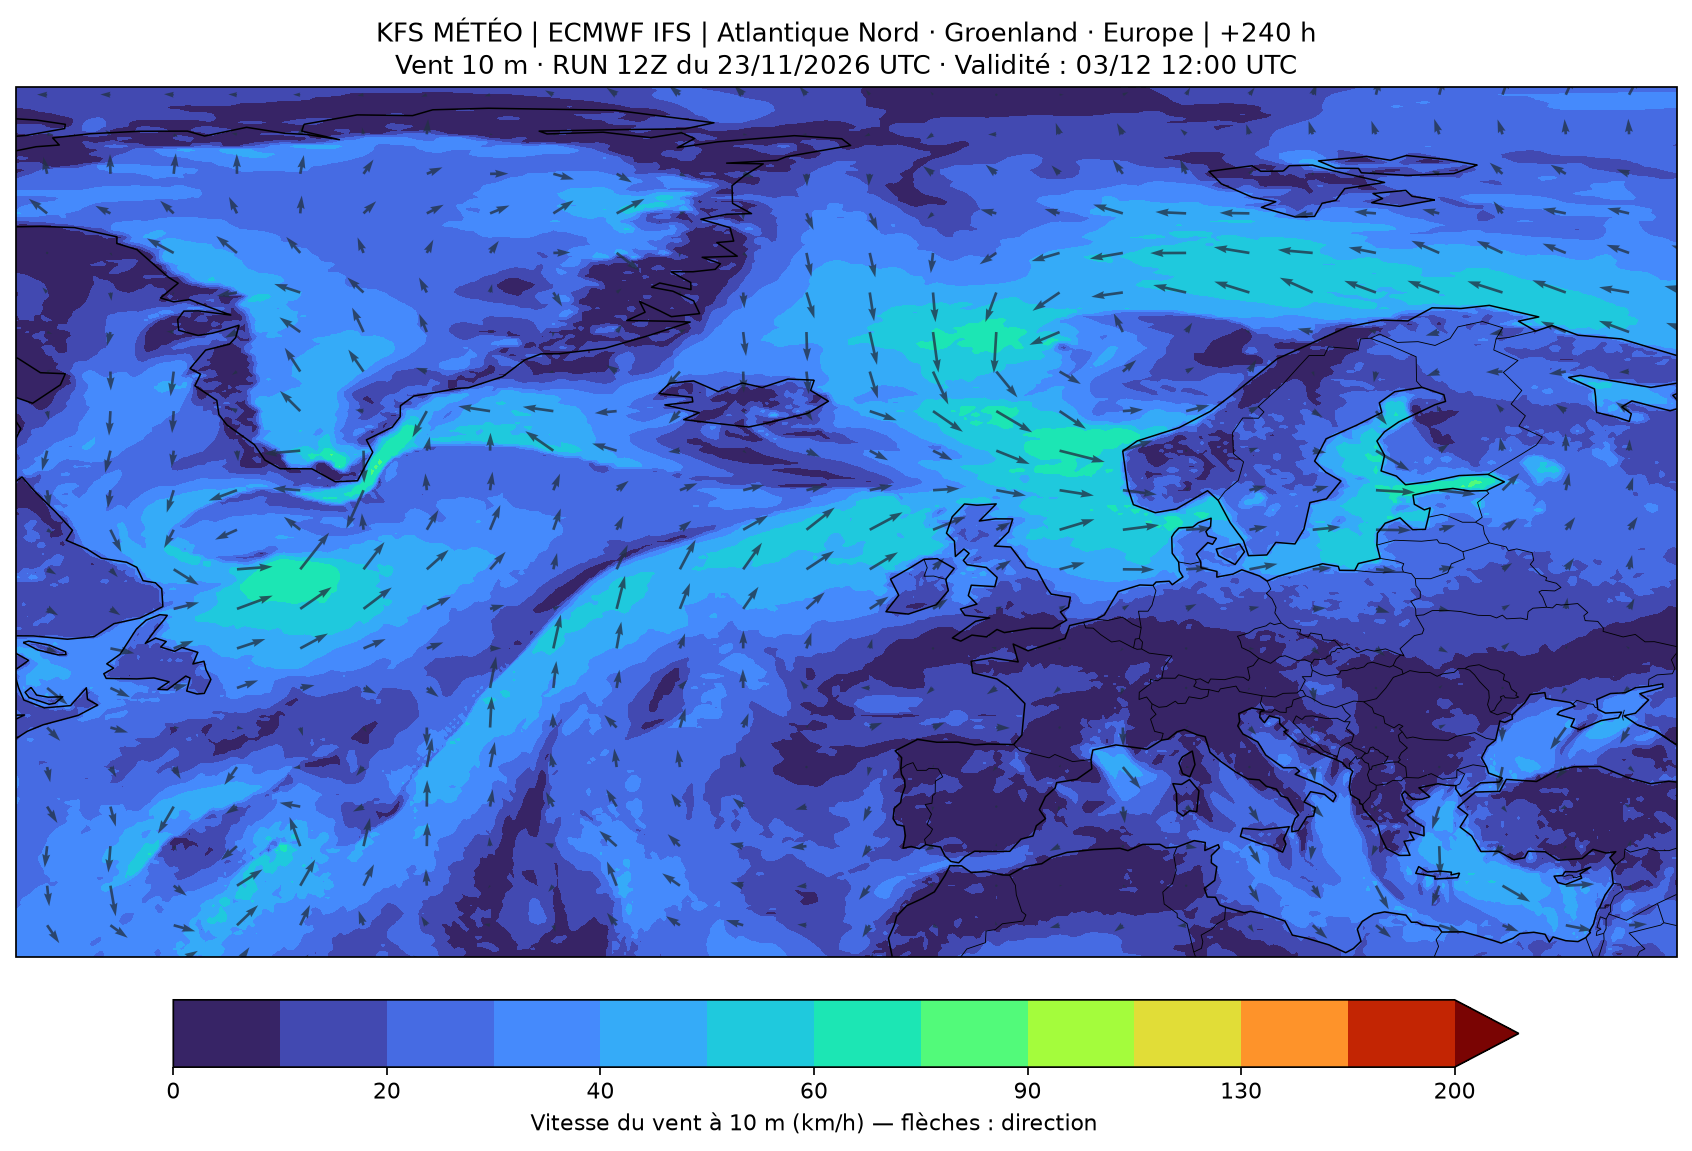 KFS MÉTÉO | ECMWF IFS | Atlantique Nord · Groenland · Europe | +240 h
Vent 10 m · RUN 12Z du 23/11/2026 UTC · Validité : 03/12 12:00 UTC
0 20 40 60 90 130 200
Vitesse du vent à 10 m (km/h) — flèches : direction